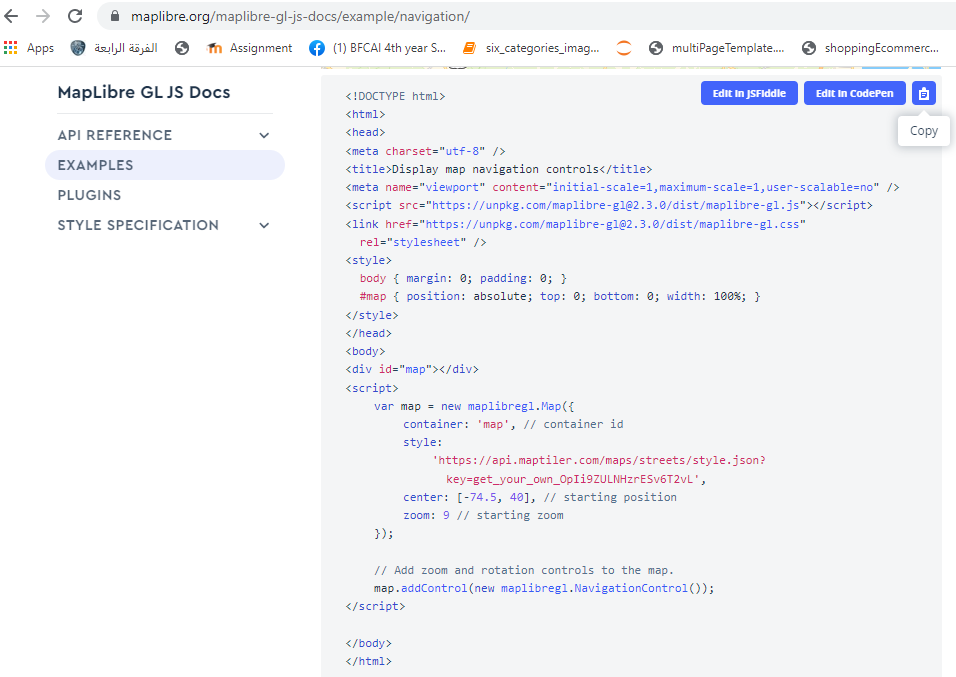 maplibre.org/maplibre-gl-js-docs/example/navigation/
Apps
الفرقة الرابعة
Assignment
(1) BFCAI 4th year S...
six_categories_imag...
multiPageTemplate....
shoppingEcommerc...
MapLibre GL JS Docs
API REFERENCE
EXAMPLES
PLUGINS
STYLE SPECIFICATION
Edit in JSFiddle
Edit in CodePen
Copy
<!DOCTYPE html>
<html>
<head>
<meta charset="utf-8" />
<title>Display map navigation controls</title>
<meta name="viewport" content="initial-scale=1,maximum-scale=1,user-scalable=no" />
<script src="https://unpkg.com/maplibre-gl@2.3.0/dist/maplibre-gl.js"></script>
<link href="https://unpkg.com/maplibre-gl@2.3.0/dist/maplibre-gl.css"
rel="stylesheet" />
<style>
body { margin: 0; padding: 0; }
#map { position: absolute; top: 0; bottom: 0; width: 100%; }
</style>
</head>
<body>
<div id="map"></div>
<script>
var map = new maplibregl.Map({
container: 'map', // container id
style:
'https://api.maptiler.com/maps/streets/style.json?
key=get_your_own_OpIi9ZULNHzrESv6T2vL',
center: [-74.5, 40], // starting position
zoom: 9 // starting zoom
});
// Add zoom and rotation controls to the map.
map.addControl(new maplibregl.NavigationControl());
</script>
</body>
</html>